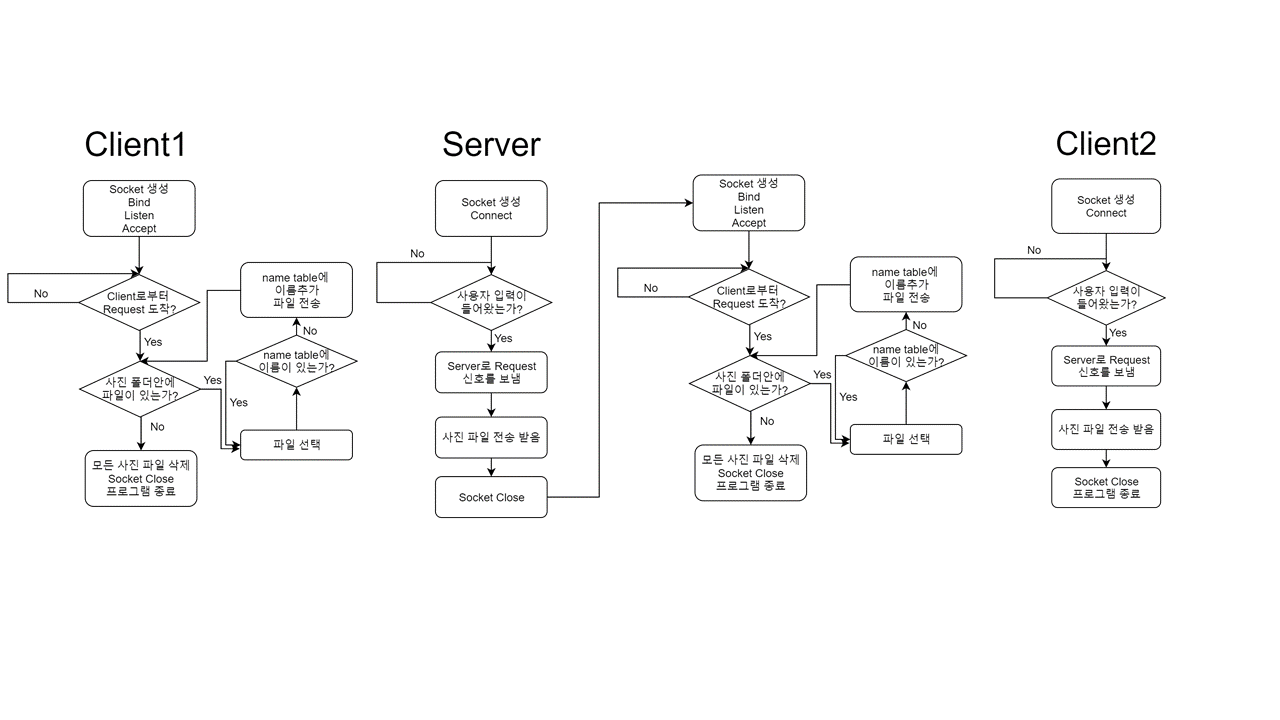 Client1
Socket 생성
Bind
Listen
Accept
No
Client로부터
Request 도착?
Yes
사진 폴더안에
파일이 있는가?
Yes
No
모든 사진 파일 삭제
Socket Close
프로그램 종료
name table에
이름추가
파일 전송
No
name table에
이름이 있는가?
Yes
파일 선택
Server
Socket 생성
Connect
No
사용자 입력이
들어왔는가?
Yes
Server로 Request
신호를 보냄
사진 파일 전송 받음
Socket Close
Socket 생성
Bind
Listen
Accept
No
Client로부터
Request 도착?
Yes
사진 폴더안에
파일이 있는가?
Yes
No
모든 사진 파일 삭제
Socket Close
프로그램 종료
name table에
이름추가
파일 전송
No
name table에
이름이 있는가?
Yes
파일 선택
Client2
Socket 생성
Connect
No
사용자 입력이
들어왔는가?
Yes
Server로 Request
신호를 보냄
사진 파일 전송 받음
Socket Close
프로그램 종료